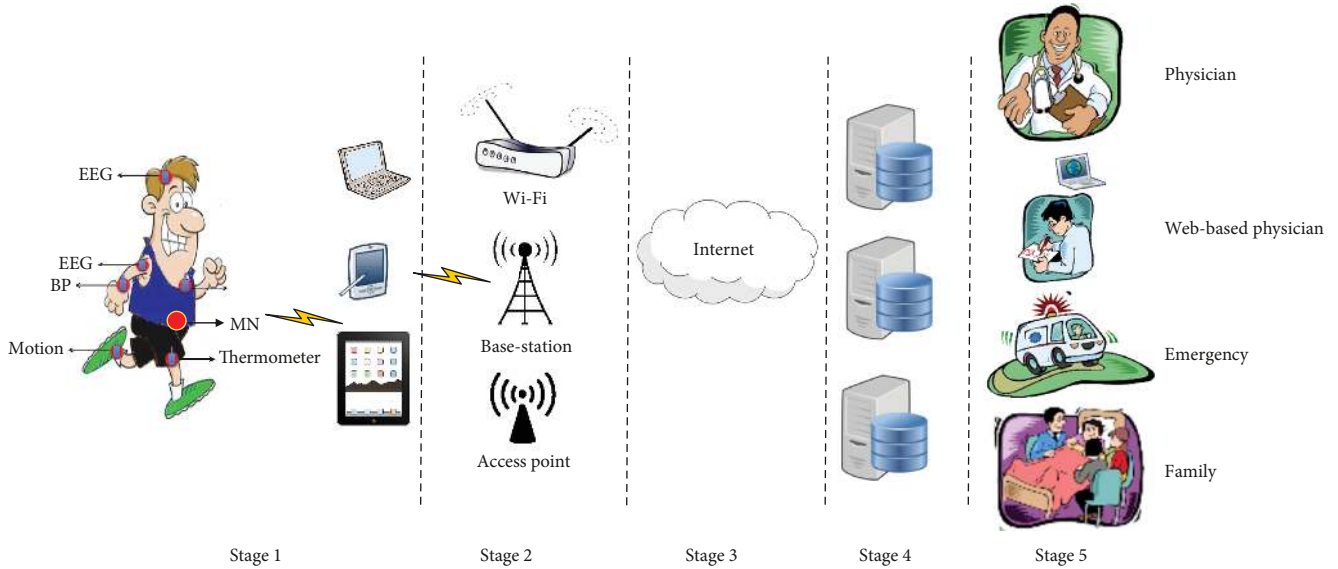 EEG
EEG
BP
MN
Motion
Thermometer
Wi-Fi
Base-station
Access point
Internet
Physician
Web-based physician
Emergency
Family
Stage 1
Stage 2
Stage 3
Stage 4
Stage 5